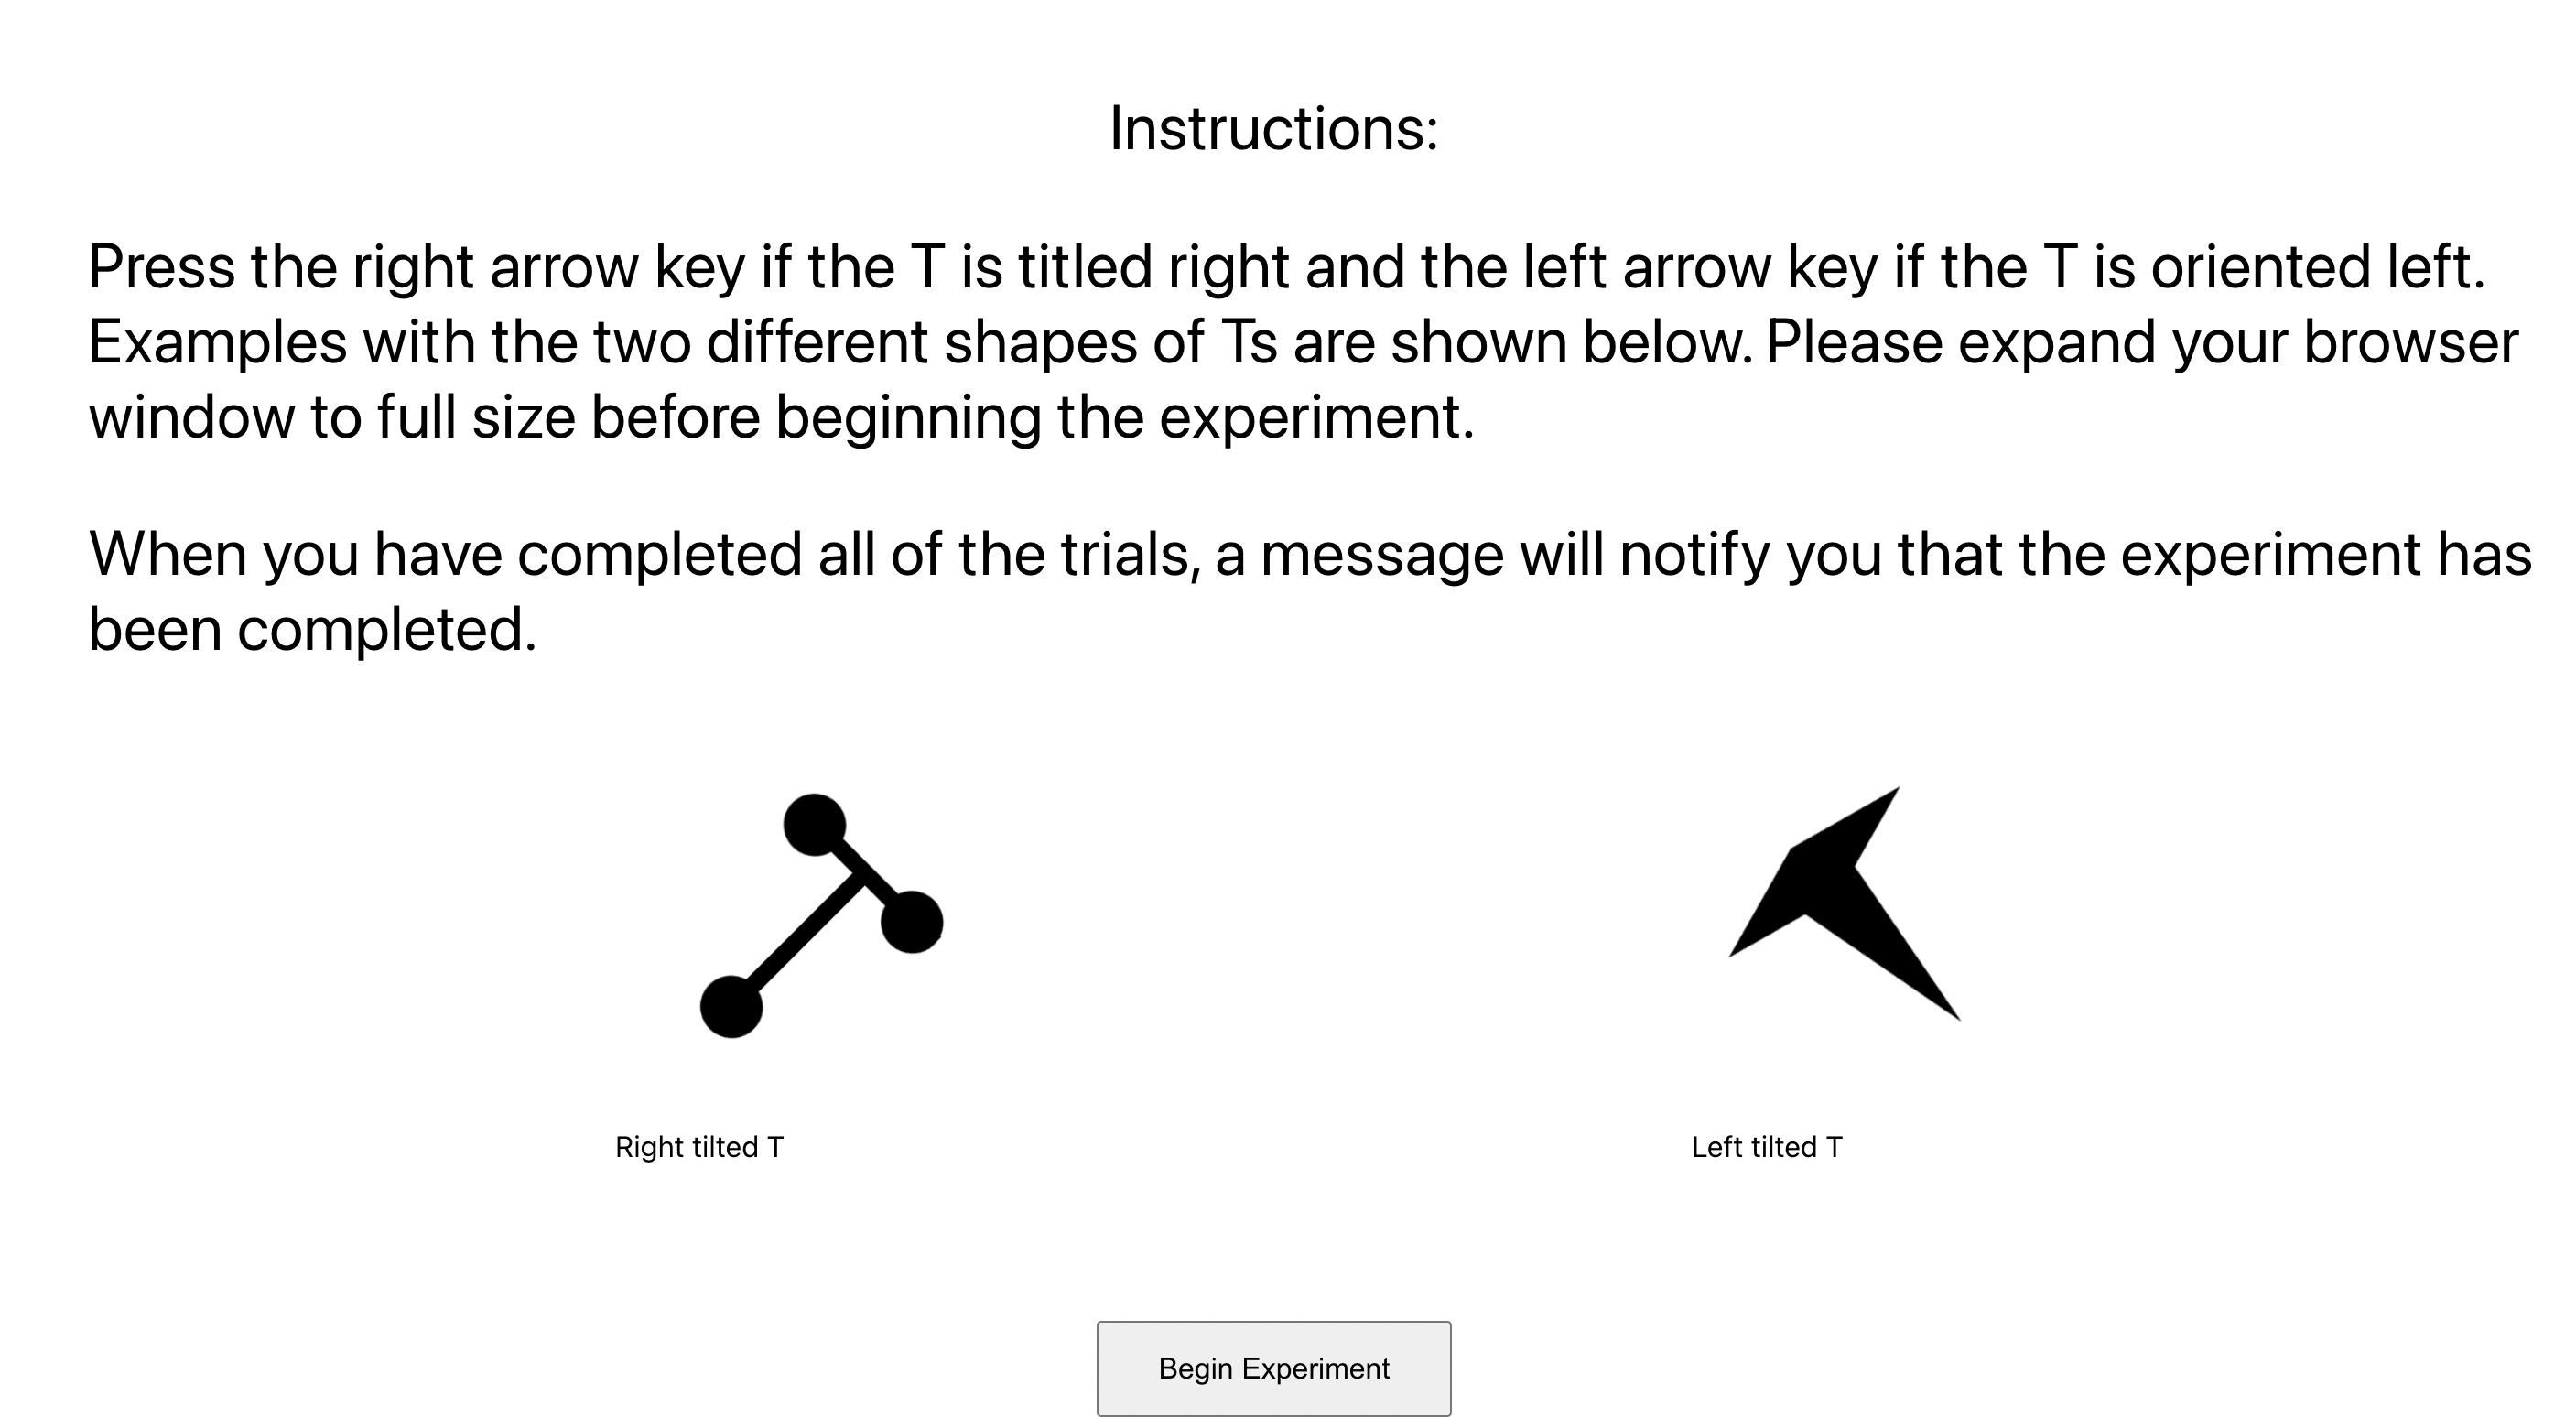 Instructions:
Press the right arrow key if the T is titled right and the left arrow key if the T is oriented left.
Examples with the two different shapes of Ts are shown below. Please expand your browser
window to full size before beginning the experiment.
When you have completed all of the trials, a message will notify you that the experiment has
been completed.
Right tilted T
Left tilted T
Begin Experiment